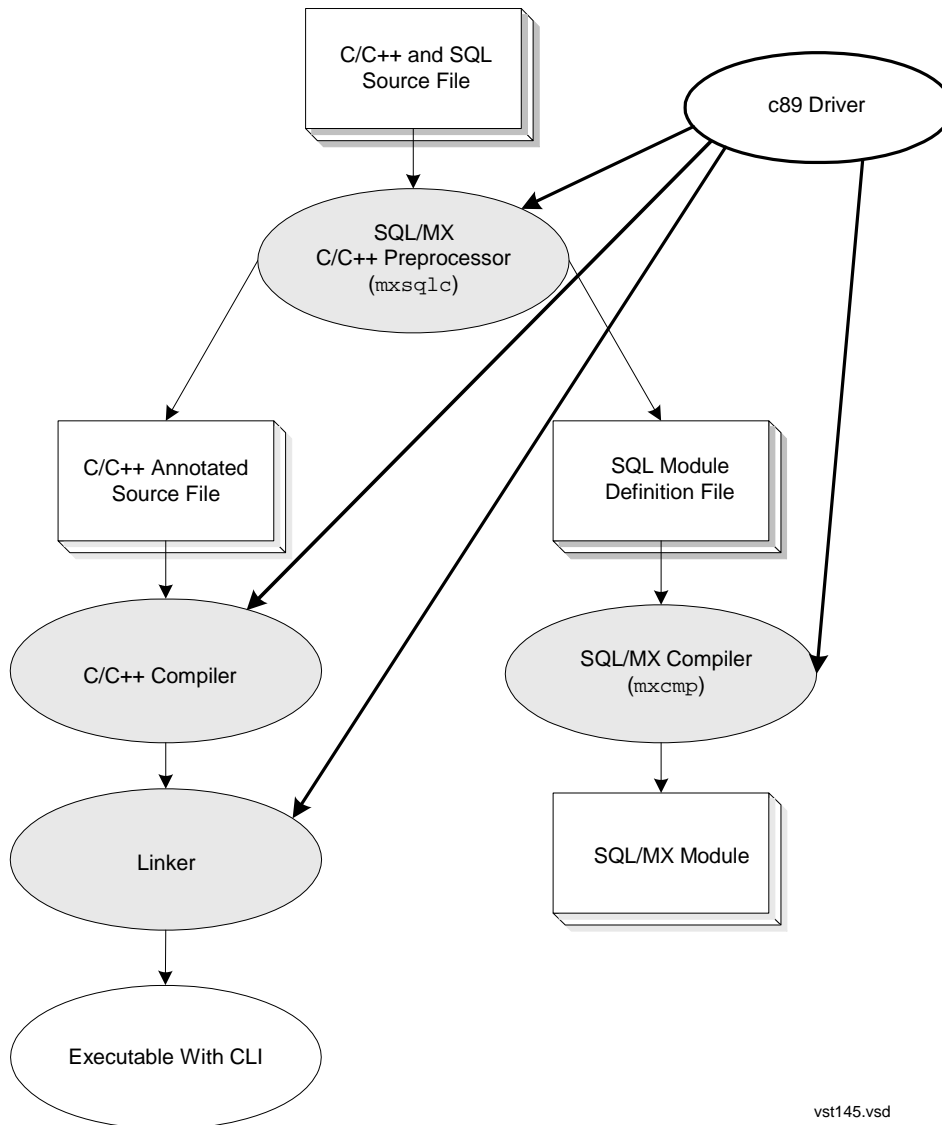 C/C++ and SQL
Source File
c89 Driver
SQL/MX
C/C++ Preprocessor
(mxsqlc)
C/C++ Annotated
Source File
SQL Module
Definition File
C/C++ Compiler
SQL/MX Compiler
(mxcmp)
Linker
SQL/MX Module
Executable With CLI
vst145.vsd